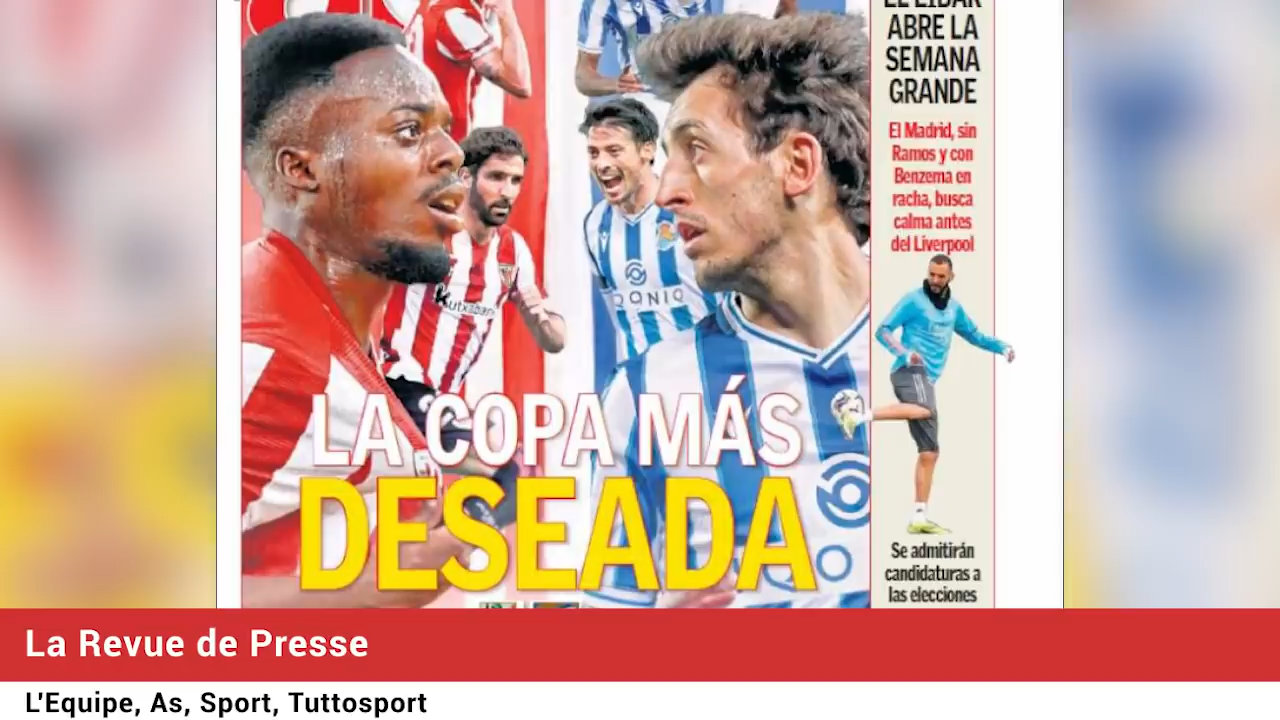 EL EIBAR
ABRE LA
SEMANA
GRANDE
El Madrid, sin
Ramos y con
Benzema en
racha, busca
calma antes
del Liverpool
LA COPA MÁS
DESEADA
Se admitirán
candidaturas a
las elecciones
La Revue de Presse
L'Equipe, As, Sport, Tuttosport